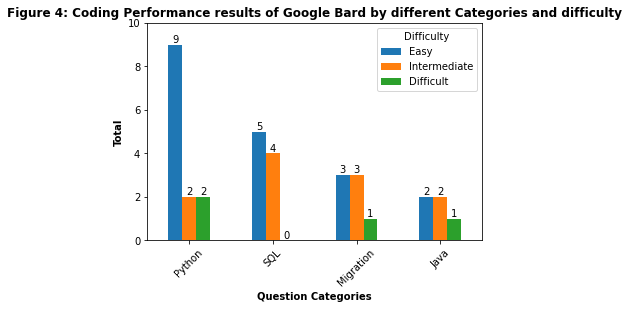 Figure 4: Coding Performance results of Google Bard by different Categories and difficulty
10
8
6
4
2
0
Total
9
2
2
5
4
0
3
3
1
2
2
1
Difficulty
Easy
Intermediate
Difficult
Python
SQL
Migration
Java
Question Categories